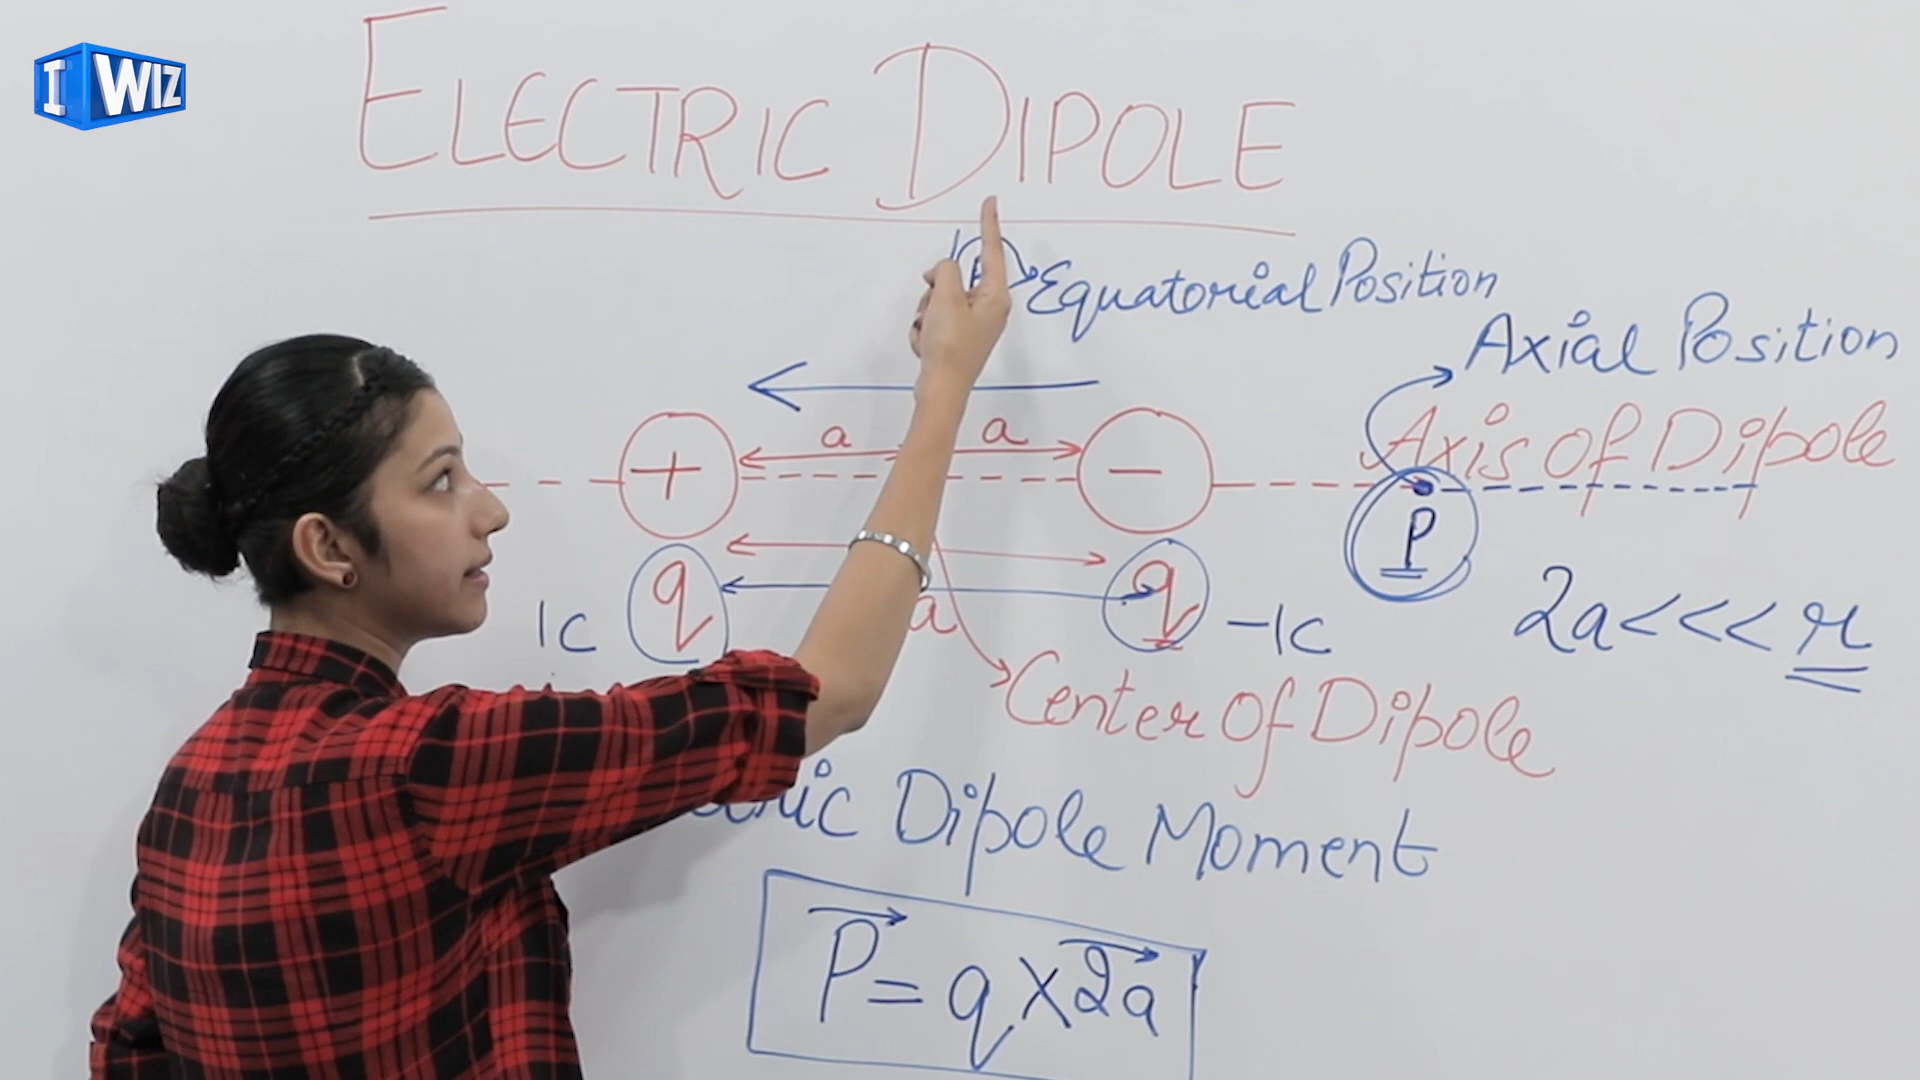 I WIZ
ELECTRIC DIPOLE
Equatorial Position
Axial Position
a a
Axis Of Dipole
+ -
P
1C q a q -1C
2a<<<r
Center Of Dipole
Dipole Moment
P = q X 2a